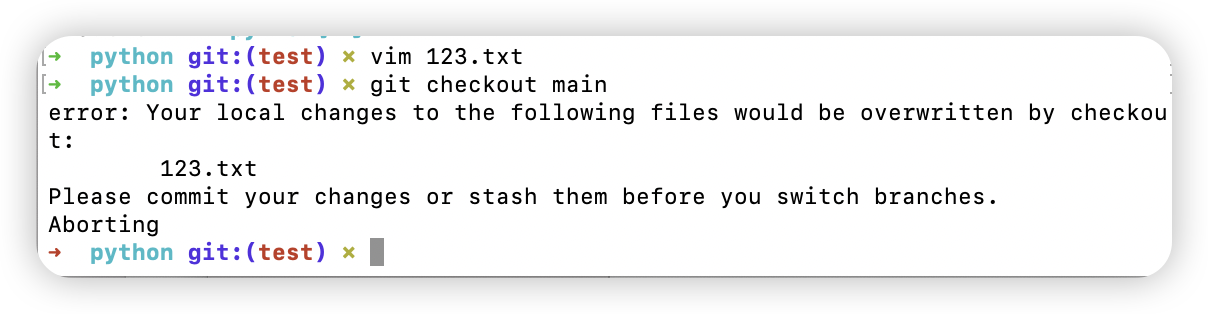 ➜  python git:(test) ✗ vim 123.txt
➜  python git:(test) ✗ git checkout main
error: Your local changes to the following files would be overwritten by checkou
t:
        123.txt
Please commit your changes or stash them before you switch branches.
Aborting
➜  python git:(test) ✗